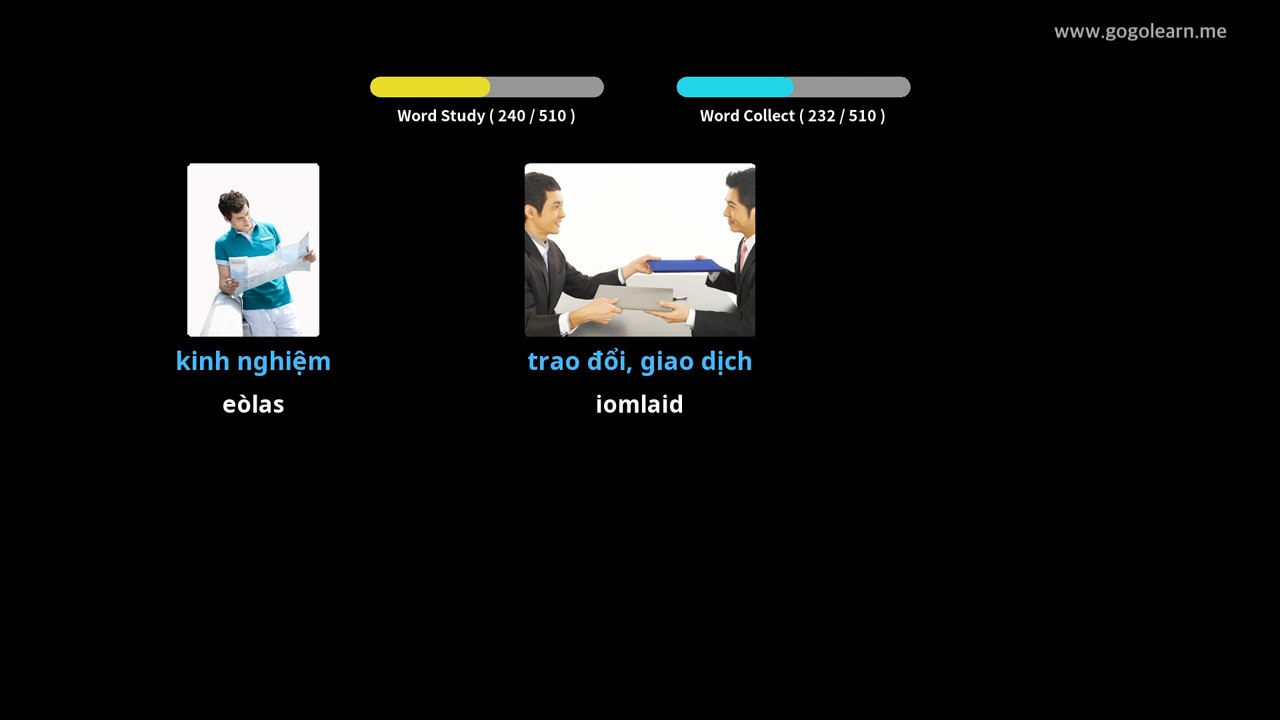 www.gogolearn.me
Word Study ( 240 / 510 )
Word Collect ( 232 / 510 )
kinh nghiệm
eòlas
trao đổi, giao dịch
iomlaid